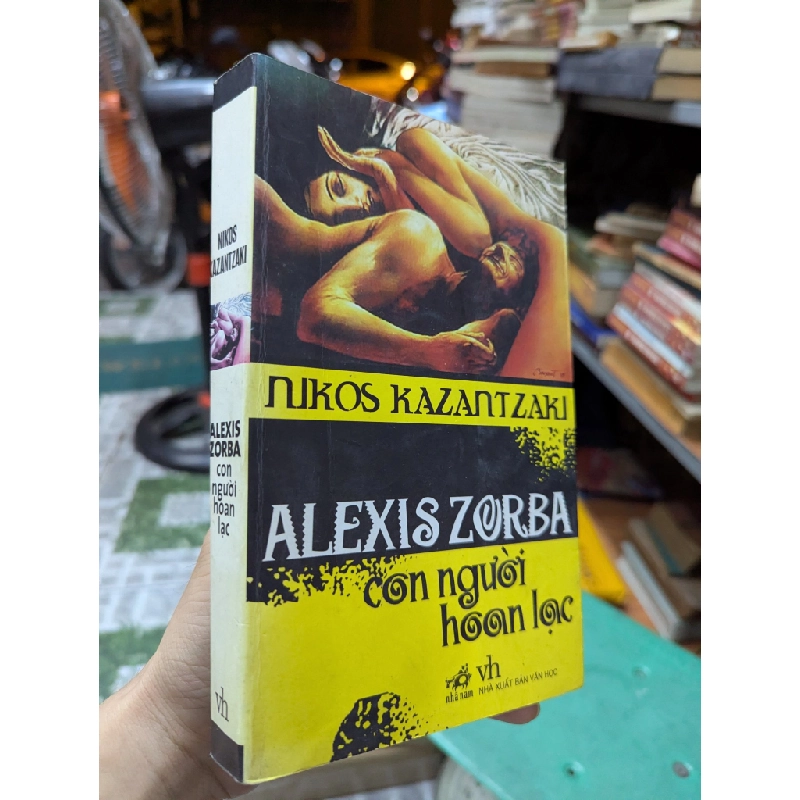 NIKOS
KAZANTZAKI
ALEXIS
ZORBA
con
người
hoan
lạc
vh
NIKOS KAZANTZAKI
ALEXIS ZORBA
con người
hoan lạc
nhã nam
vh
NHÀ XUẤT BẢN VĂN HỌC